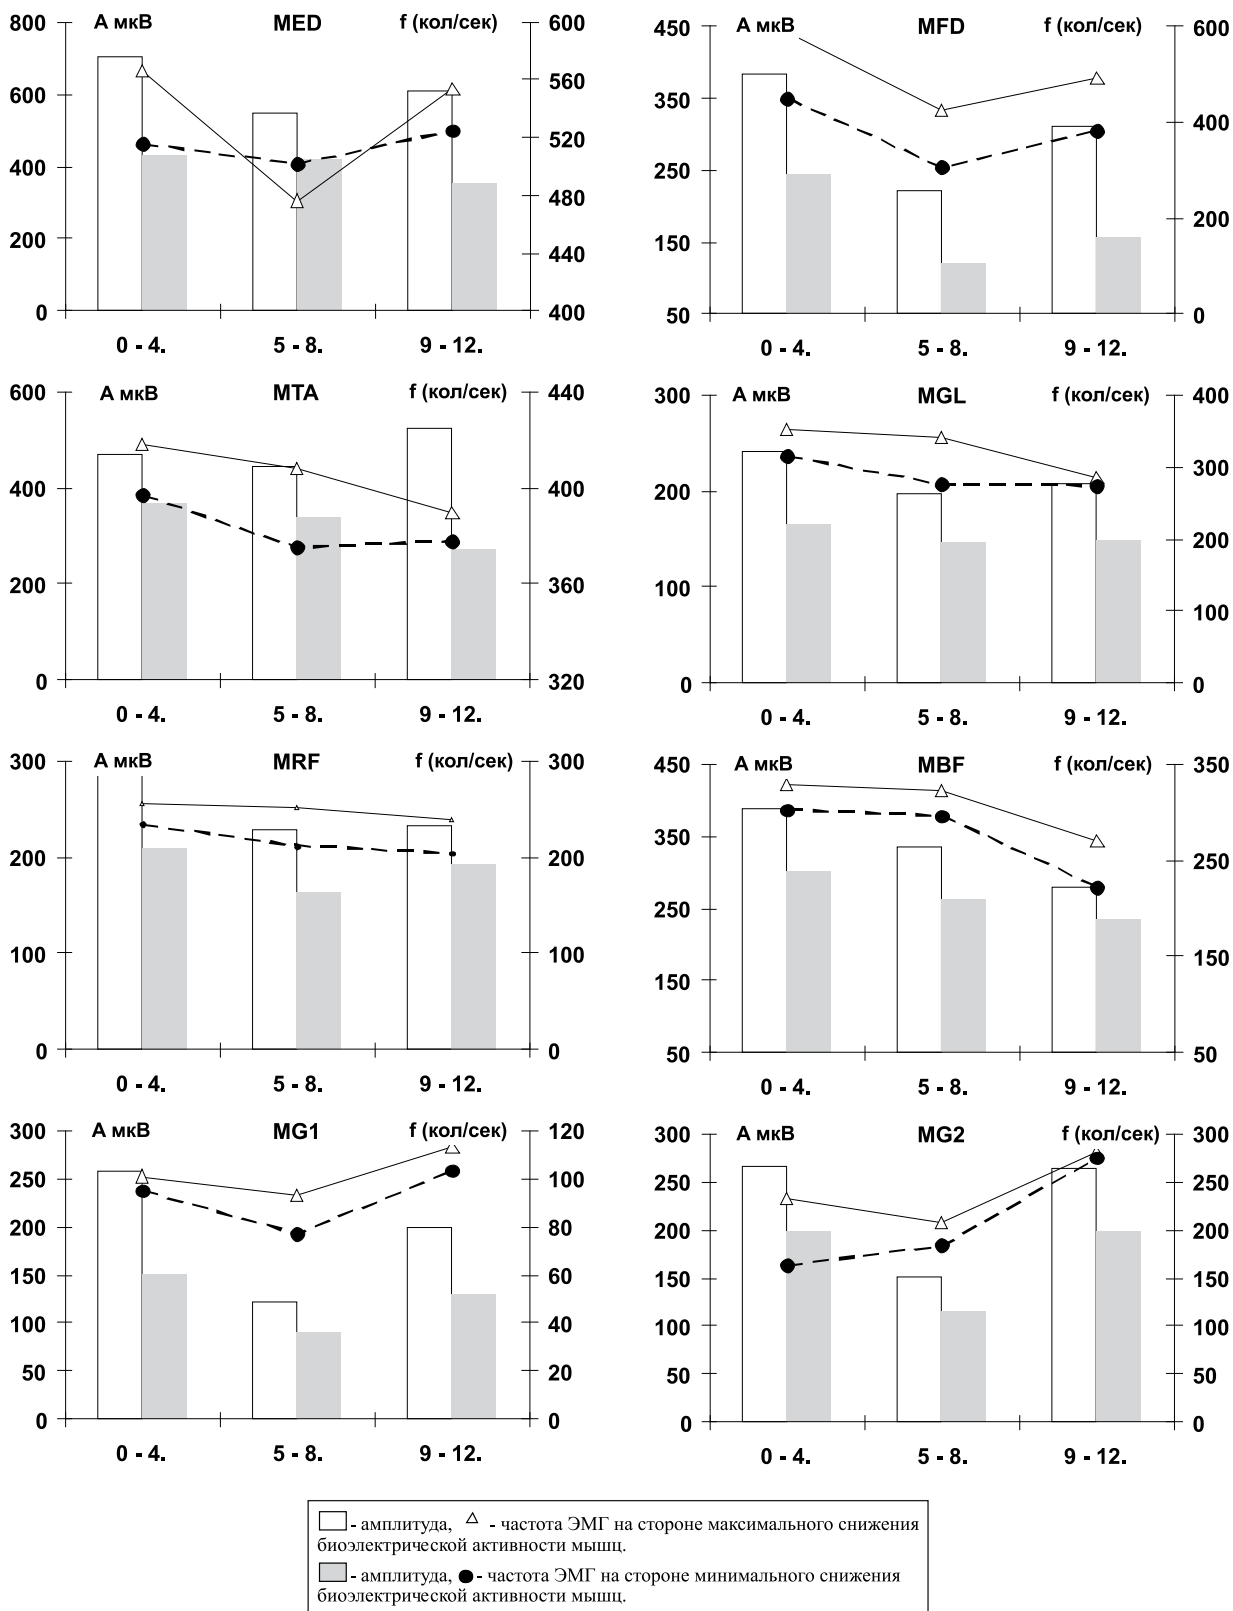 А мкВ MED f (кол/сек)
800 600
600 560
520
400 480
200 440
0 400
0 - 4. 5 - 8. 9 - 12.
А мкВ MFD f (кол/сек)
450 600
350 400
250
150 200
50 0
0 - 4. 5 - 8. 9 - 12.
А мкВ MTA f (кол/сек)
600 440
400 400
200 360
0 320
0 - 4. 5 - 8. 9 - 12.
А мкВ MGL f (кол/сек)
300 400
300
200 200
100 100
0 0
0 - 4. 5 - 8. 9 - 12.
А мкВ MRF f (кол/сек)
300 300
200 200
100 100
0 0
0 - 4. 5 - 8. 9 - 12.
А мкВ MBF f (кол/сек)
450 350
350 250
250
150 150
50 50
0 - 4. 5 - 8. 9 - 12.
А мкВ MG1 f (кол/сек)
300 120
250 100
200 80
150 60
100 40
50 20
0 0
0 - 4. 5 - 8. 9 - 12.
А мкВ MG2 f (кол/сек)
300 300
250 250
200 200
150 150
100 100
50 50
0 0
0 - 4. 5 - 8. 9 - 12.
- амплитуда, - частота ЭМГ на стороне максимального снижения
биоэлектрической активности мышц.
- амплитуда, - частота ЭМГ на стороне минимального снижения
биоэлектрической активности мышц.